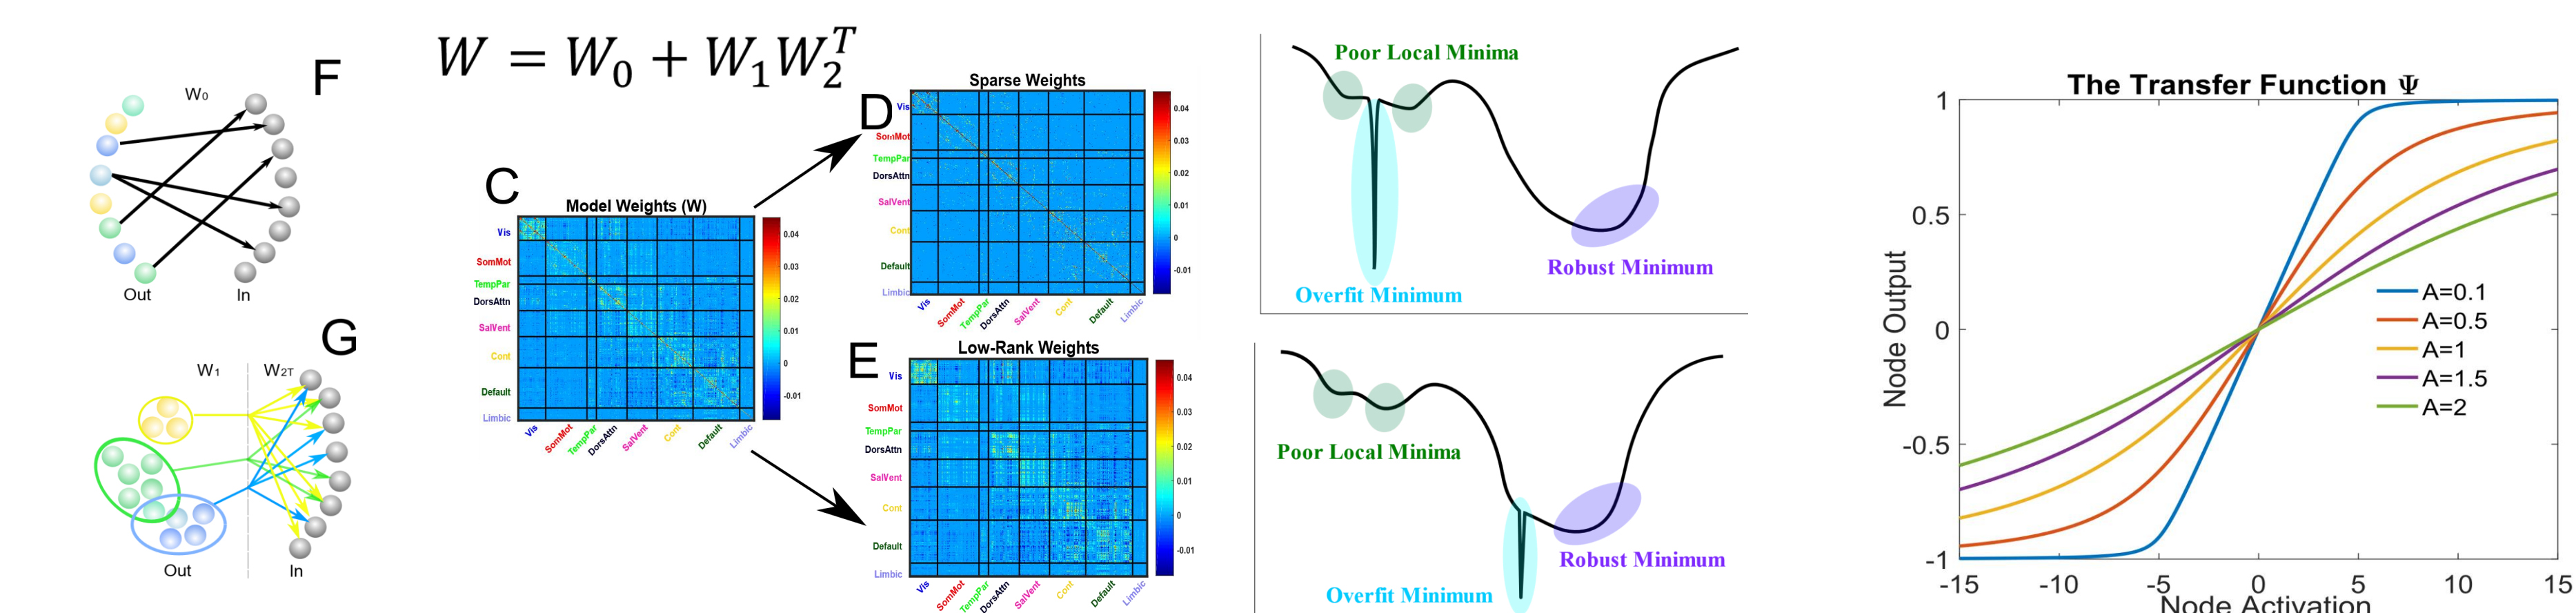 F
W0
Out
In
G
W1
W2T
Out
In
W = W0 + W1W2^T
C
Model Weights (W)
Vis
SomMot
TempPar
DorsAttn
SalVent
Cont
Default
Limbic
Vis
SomMot
TempPar
DorsAttn
SalVent
Cont
Default
Limbic
0.04
0.03
0.02
0.01
0
-0.01
D
Sparse Weights
Vis
SomMot
TempPar
DorsAttn
SalVent
Cont
Default
Limbic
Vis
SomMot
TempPar
DorsAttn
SalVent
Cont
Default
Limbic
0.04
0.03
0.02
0.01
0
-0.01
E
Low-Rank Weights
Vis
SomMot
TempPar
DorsAttn
SalVent
Cont
Default
Limbic
Vis
SomMot
TempPar
DorsAttn
SalVent
Cont
Default
Limbic
0.04
0.03
0.02
0.01
0
-0.01
Poor Local Minima
Robust Minimum
Overfit Minimum
Poor Local Minima
Robust Minimum
Overfit Minimum
The Transfer Function Ψ
Node Output
1
0.5
0
-0.5
-1
A=0.1
A=0.5
A=1
A=1.5
A=2
-15
-10
-5
0
5
10
15
Node Activation